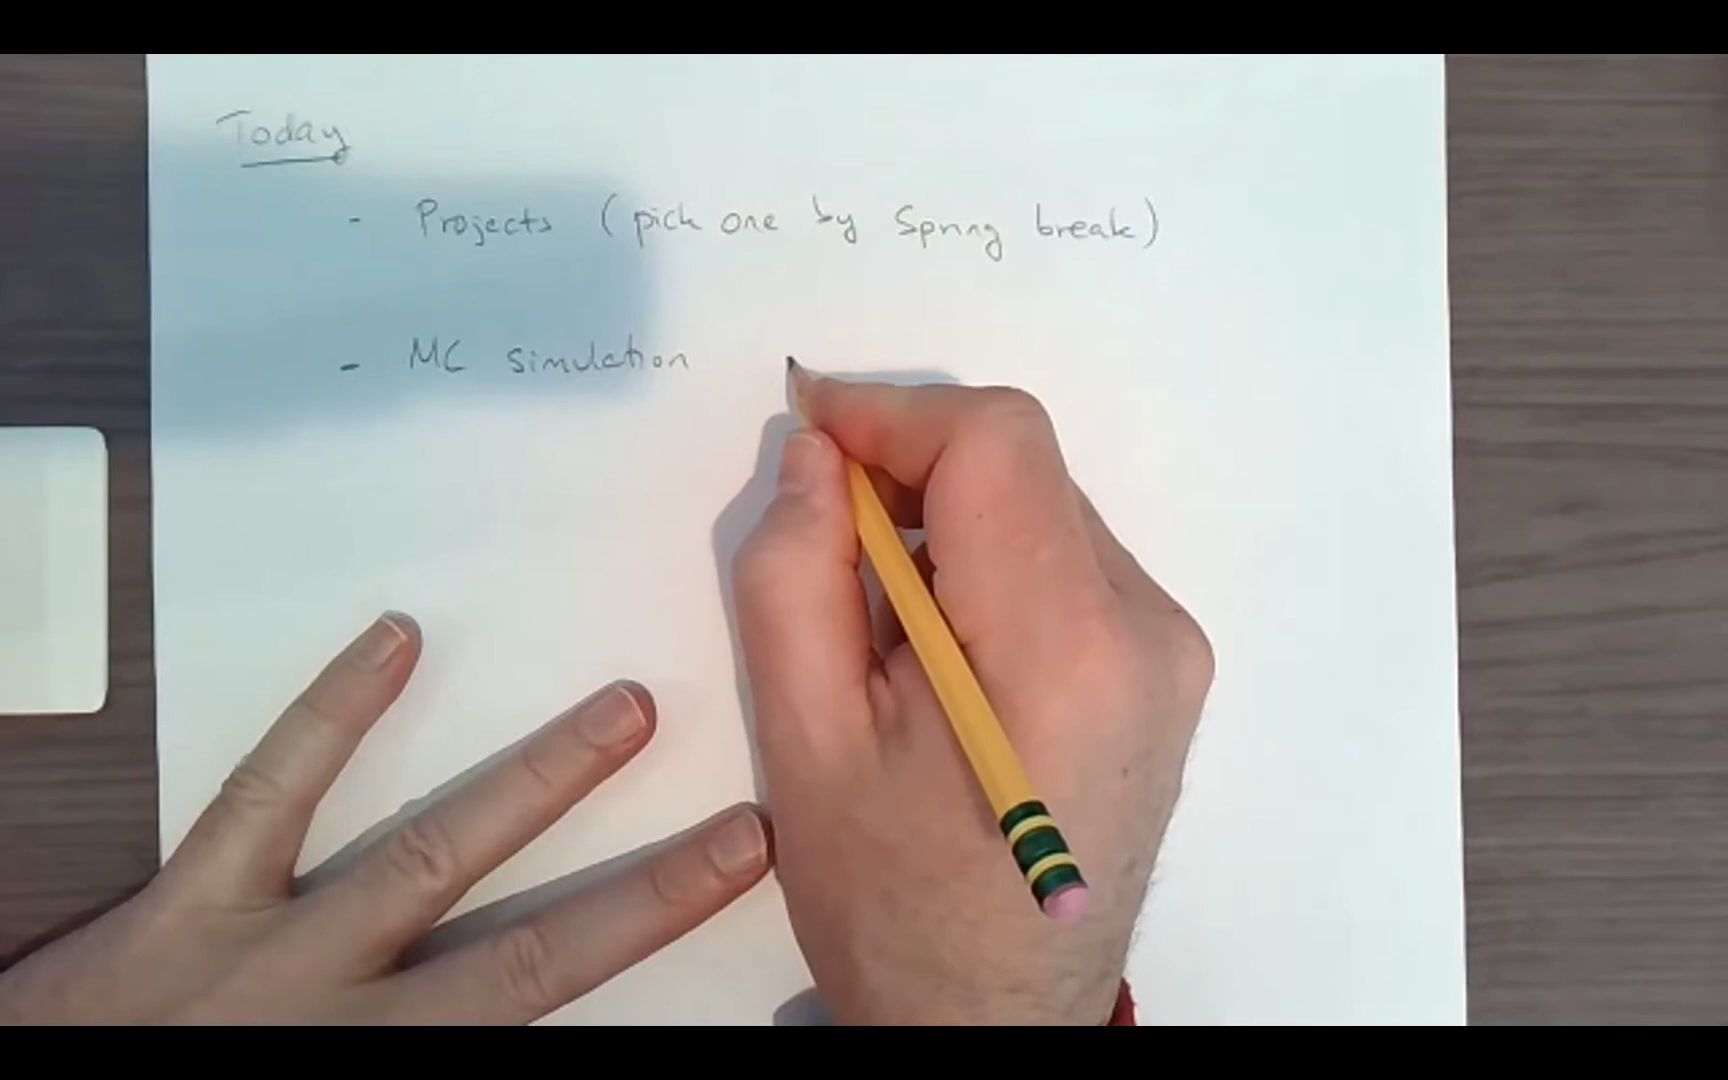 Today
- Projects (pick one by Spring break)
- MC simulation